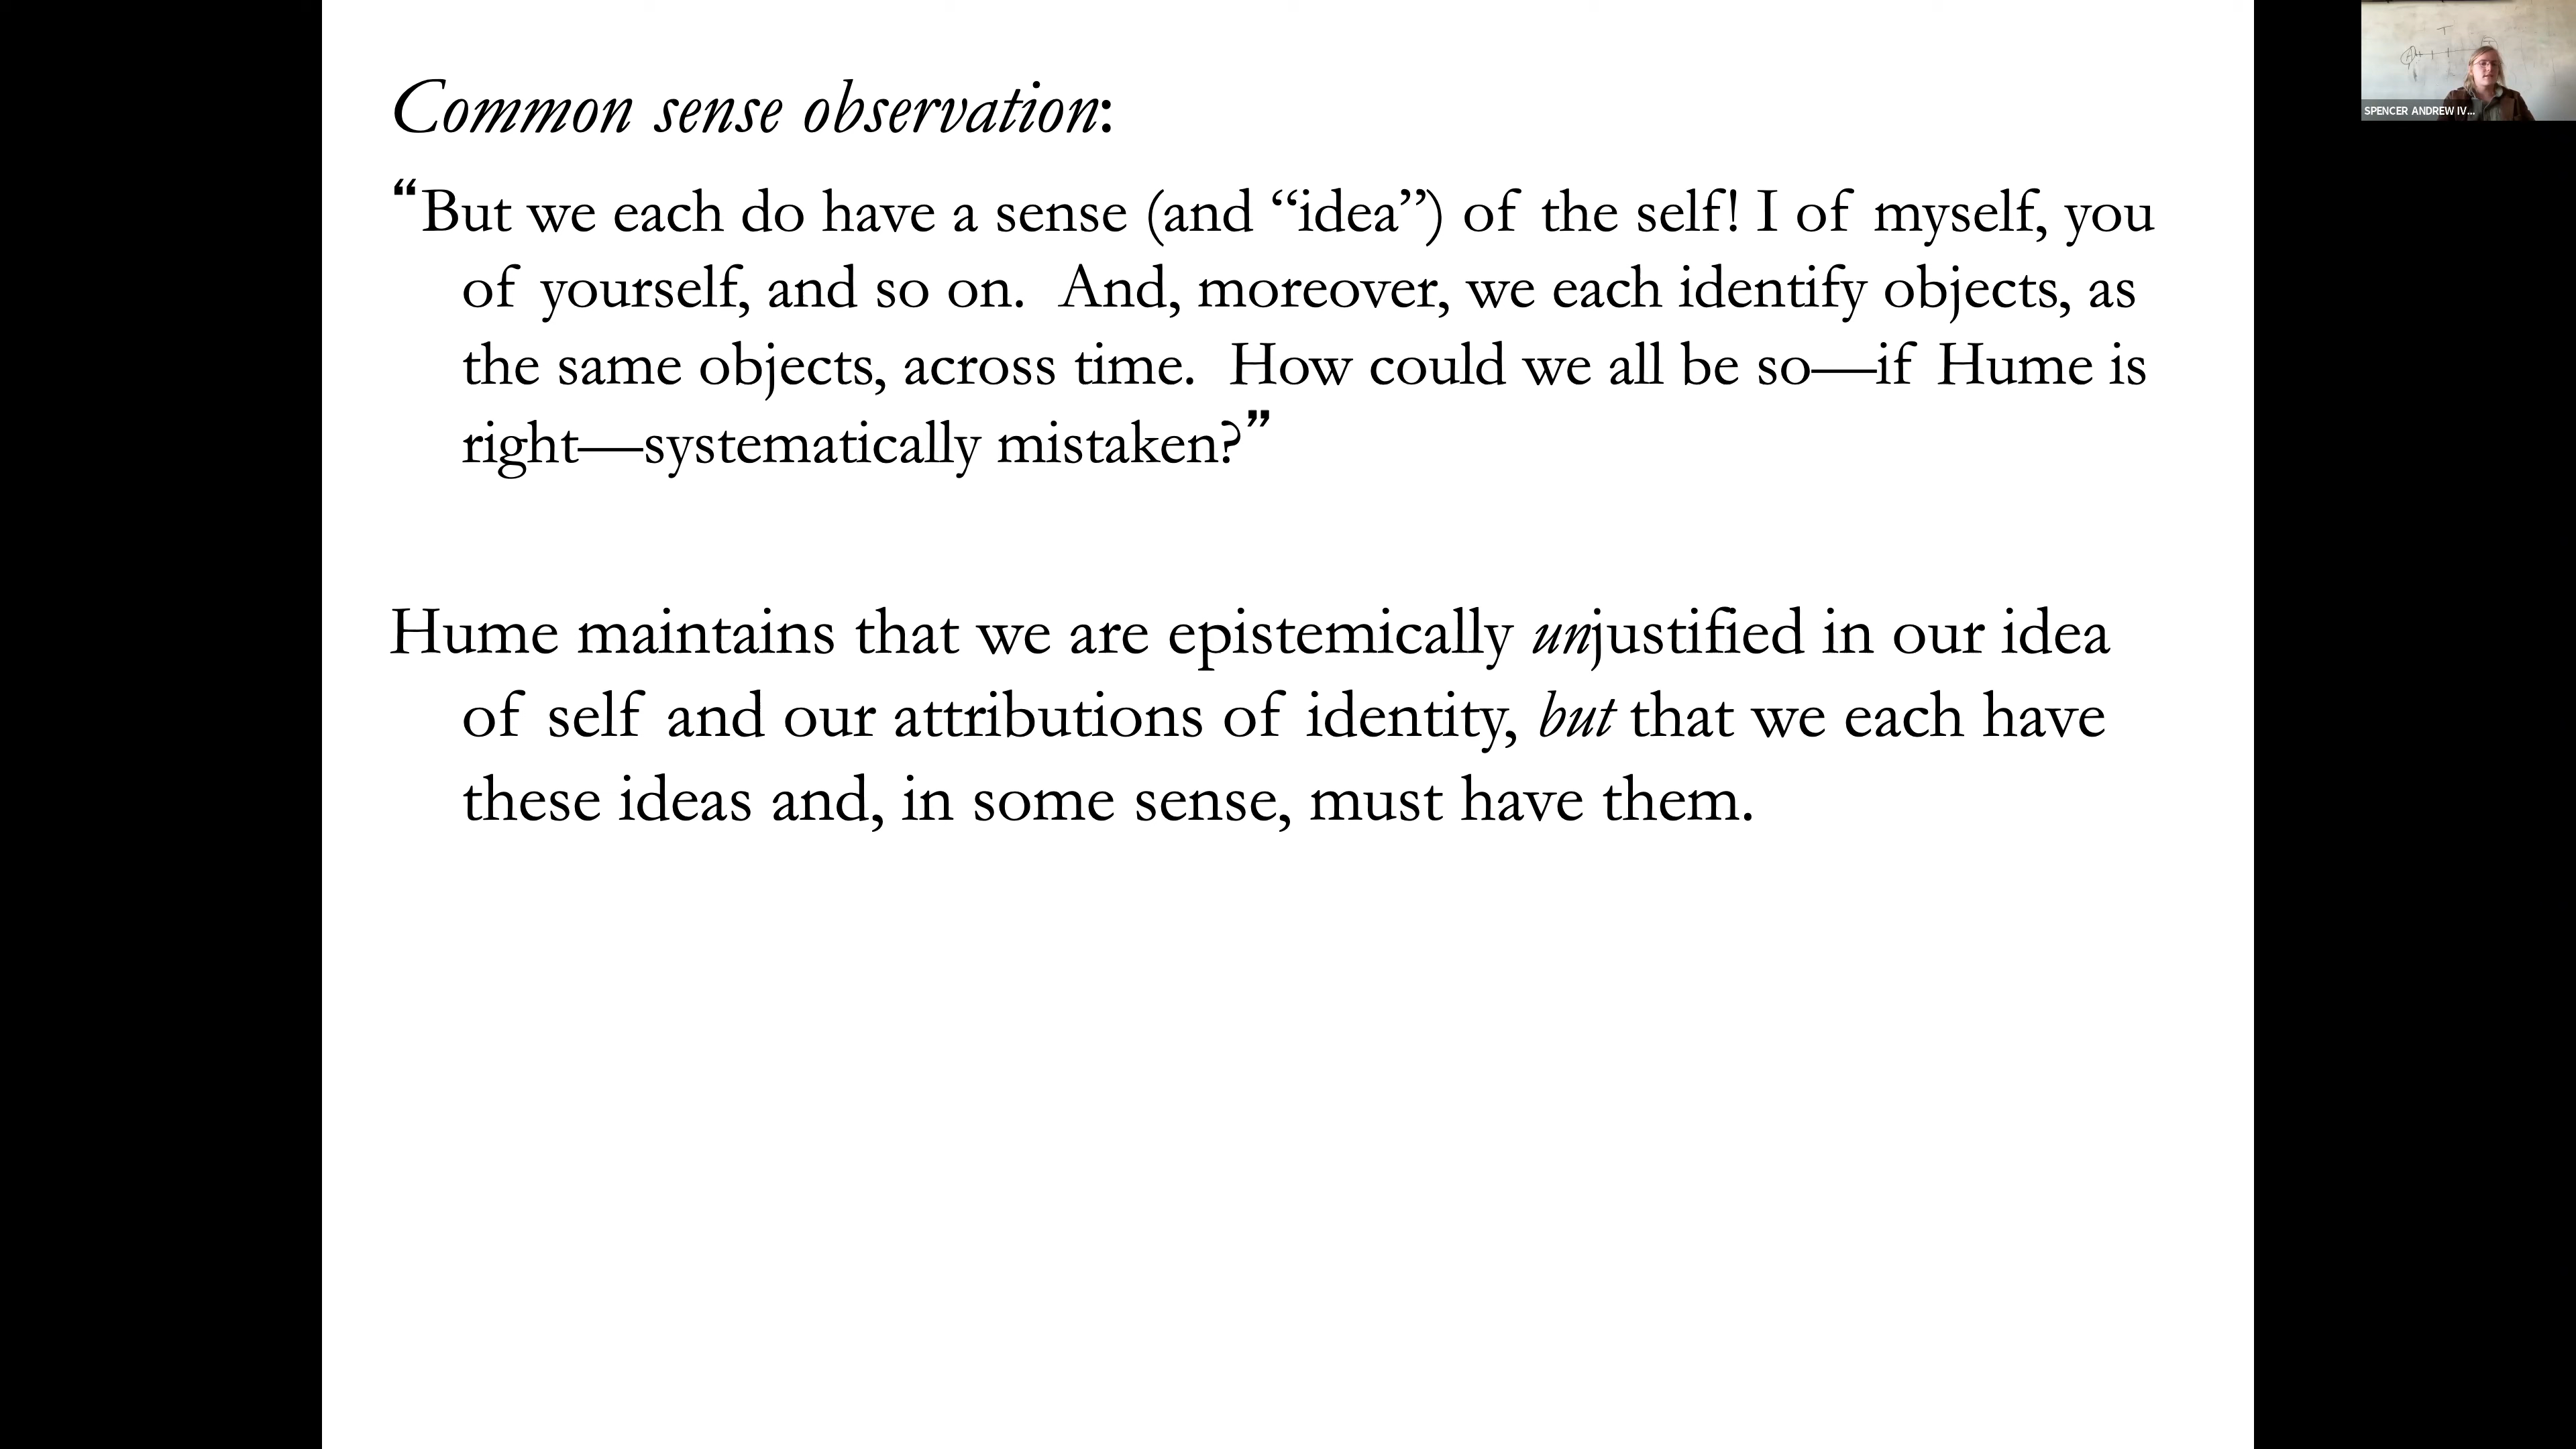 Common sense observation:
“But we each do have a sense (and “idea”) of the self! I of myself, you
of yourself, and so on. And, moreover, we each identify objects, as
the same objects, across time. How could we all be so—if Hume is
right—systematically mistaken?”
Hume maintains that we are epistemically unjustified in our idea
of self and our attributions of identity, but that we each have
these ideas and, in some sense, must have them.
SPENCER ANDREW IV...